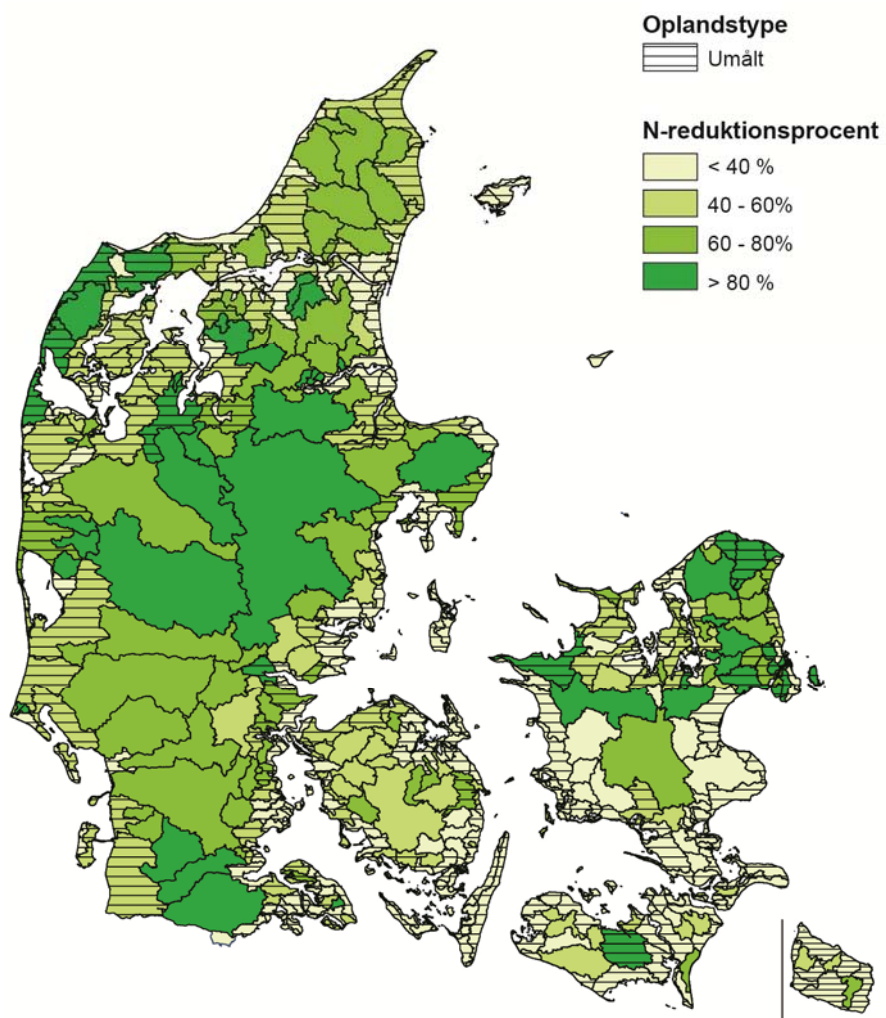 Oplandstype
Umålt
N-reduktionsprocent
< 40 %
40 - 60%
60 - 80%
> 80 %